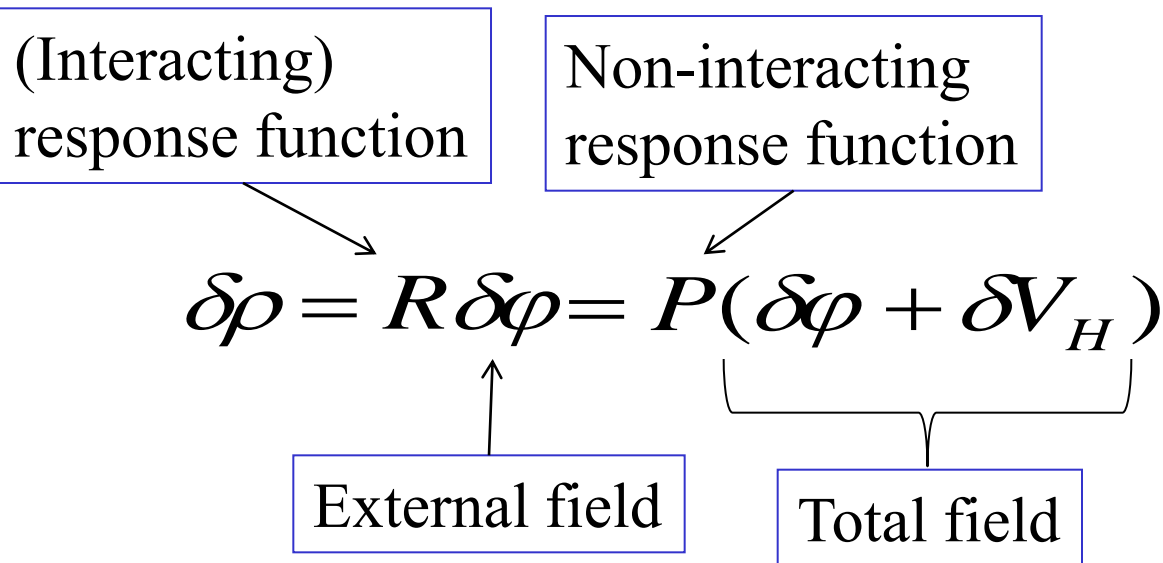 (Interacting)
response function
Non-interacting
response function
δρ = Rδφ = P(δφ + δV_H)
External field
Total field